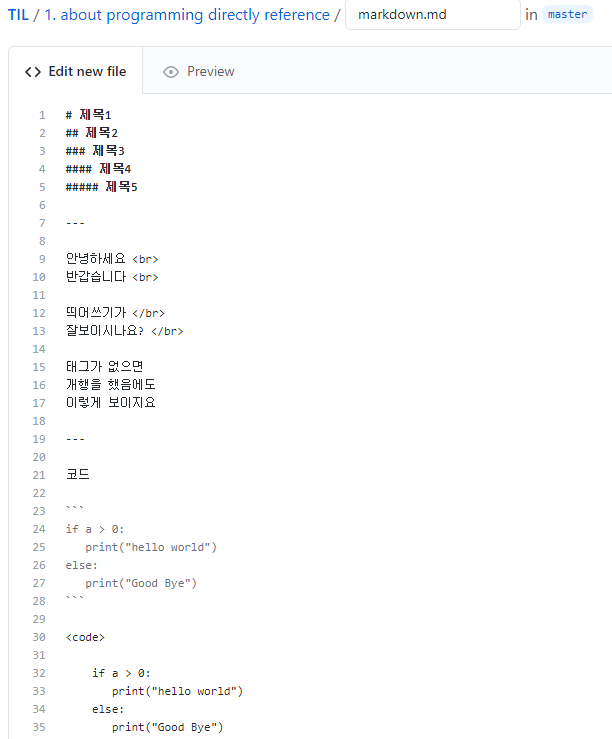 TIL / 1. about programming directly reference / markdown.md in master
<> Edit new file Preview
1 # 제목1
2 ## 제목2
3 ### 제목3
4 #### 제목4
5 ##### 제목5
6
7 ---
8
9 안녕하세요 <br>
10 반갑습니다 <br>
11
12 띄어쓰기가 </br>
13 잘보이시나요? </br>
14
15 태그가 없으면
16 개행을 했음에도
17 이렇게 보이지요
18
19 ---
20
21 코드
22
23 ```
24 if a > 0:
25    print("hello world")
26 else:
27    print("Good Bye")
28 ```
29
30 <code>
31
32     if a > 0:
33        print("hello world")
34     else:
35        print("Good Bye")